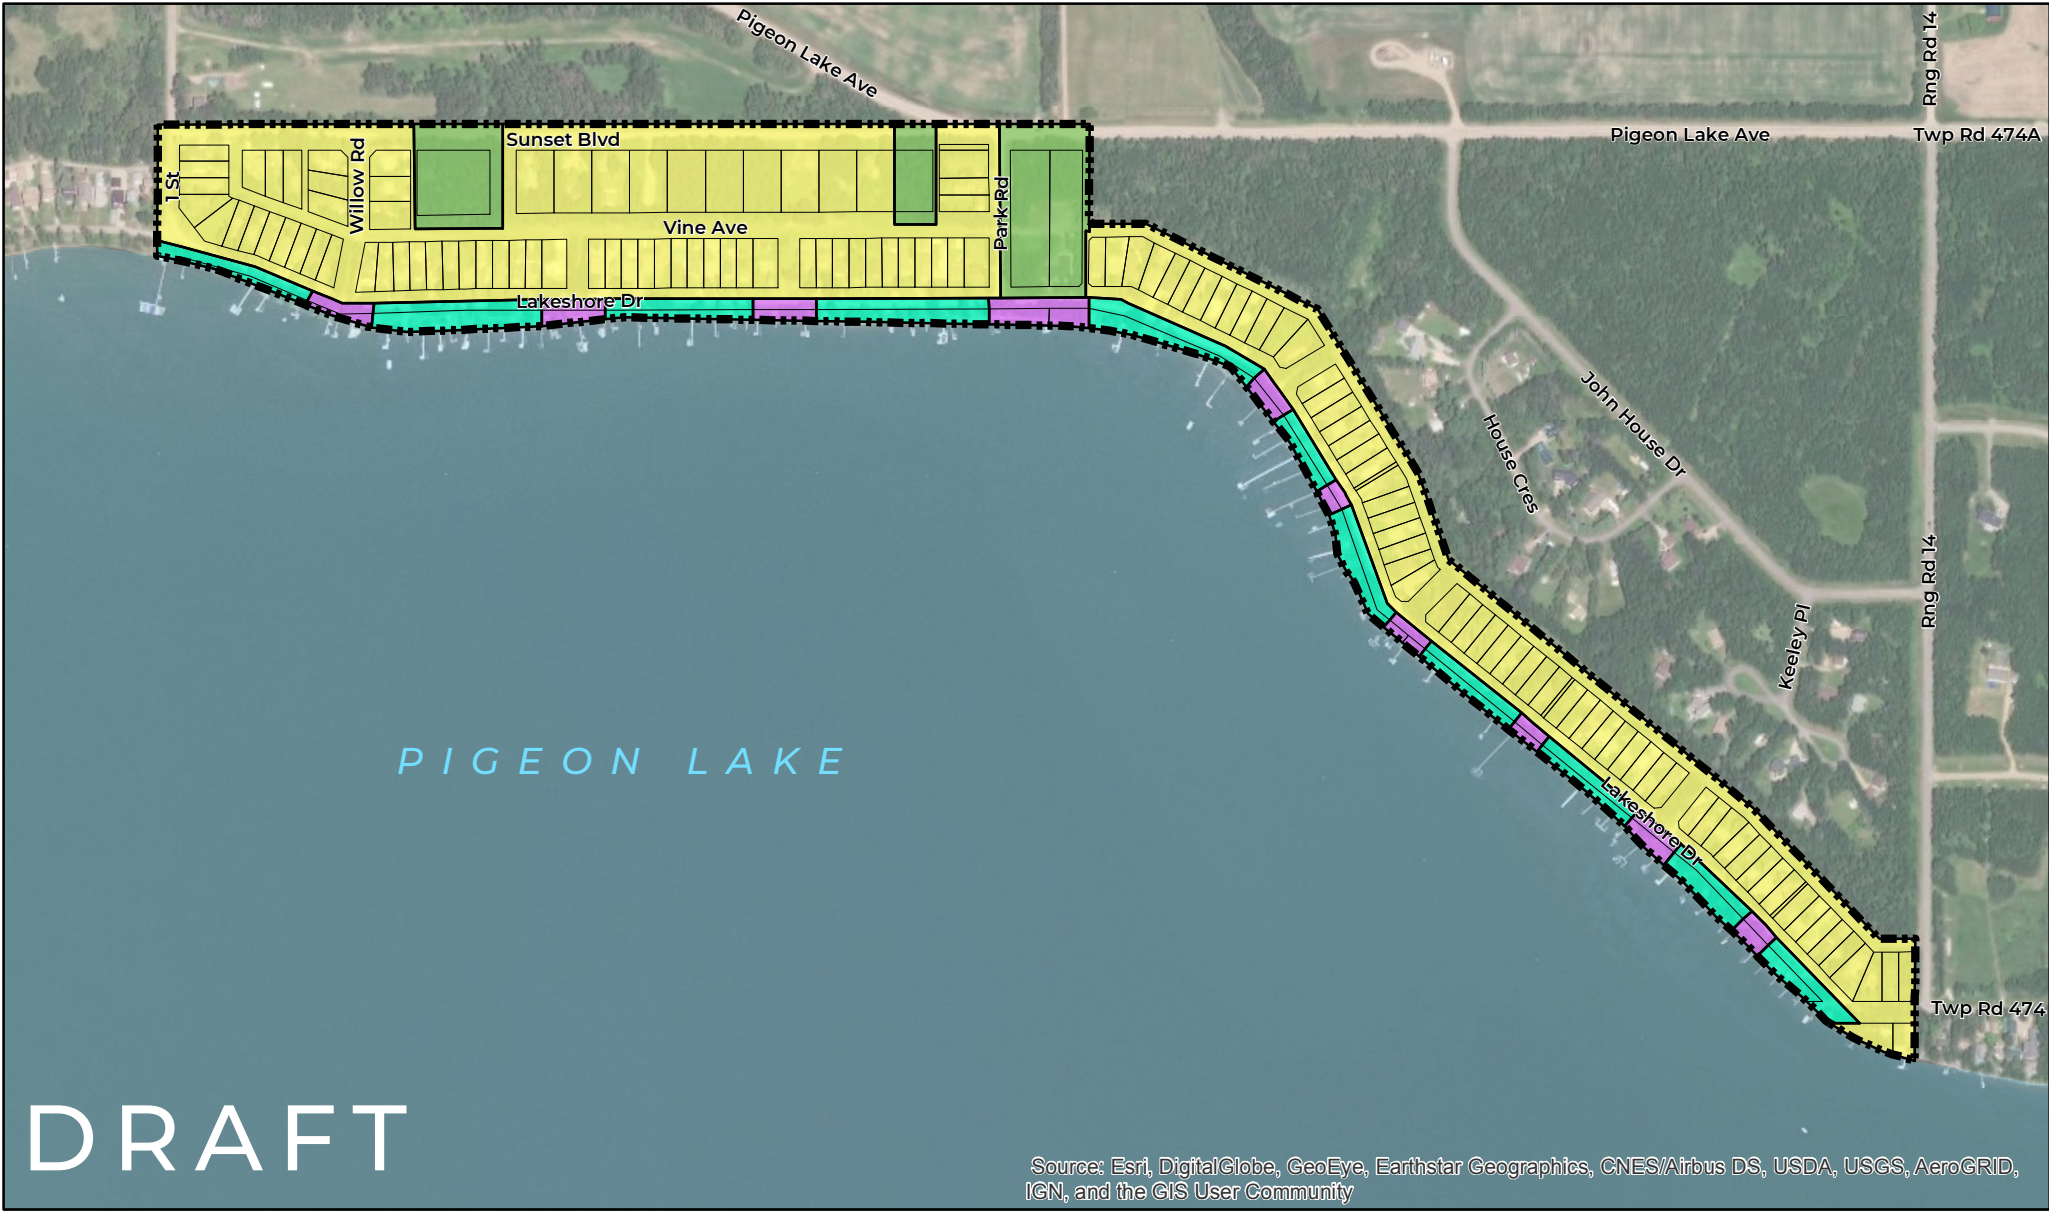 Pigeon Lake Ave
Rng Rd 14
Sunset Blvd
Pigeon Lake Ave
Twp Rd 474A
1 St
Willow Rd
Park Rd
Vine Ave
Lakeshore Dr
John House Dr
House Cres
Rng Rd 14
Keeley Pl
PIGEON LAKE
Lakeshore Dr
Twp Rd 474
DRAFT
Source: Esri, DigitalGlobe, GeoEye, Earthstar Geographics, CNES/Airbus DS, USDA, USGS, AeroGRID,
IGN, and the GIS User Community